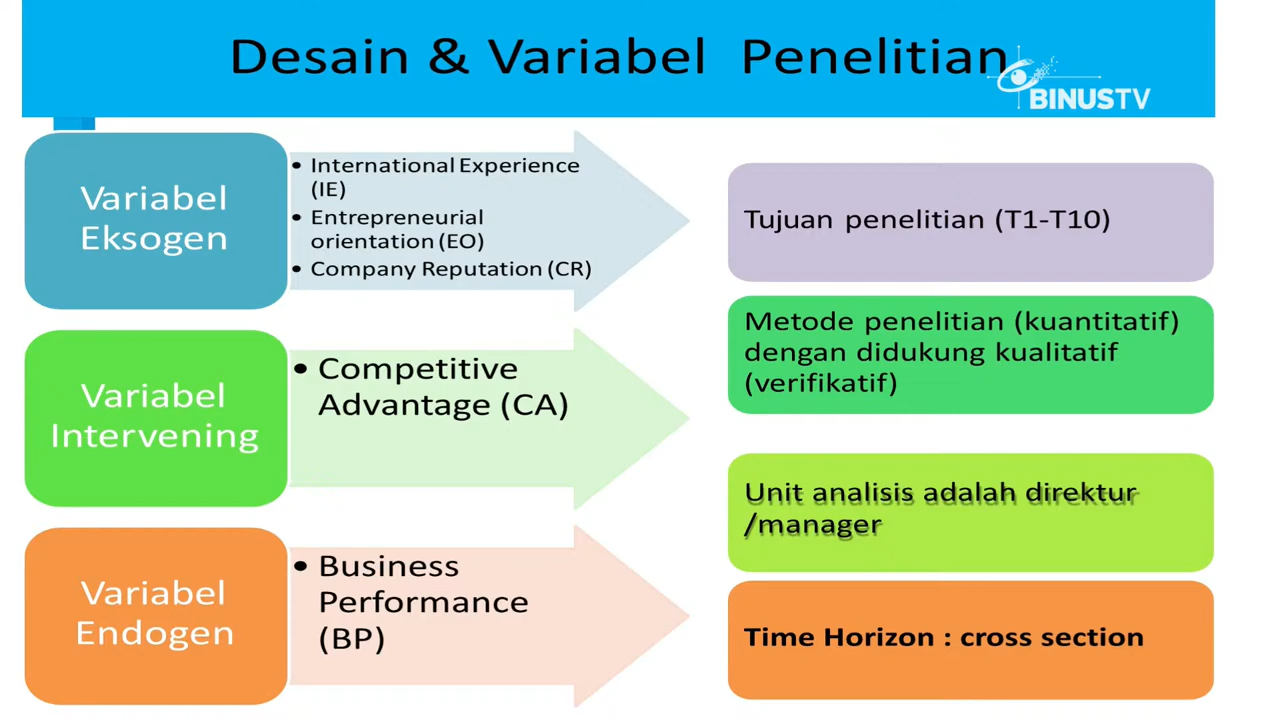 Desain & Variabel Penelitian
BINUSTV
Variabel
Eksogen
• International Experience
(IE)
• Entrepreneurial
orientation (EO)
• Company Reputation (CR)
Variabel
Intervening
• Competitive
Advantage (CA)
Variabel
Endogen
• Business
Performance
(BP)
Tujuan penelitian (T1-T10)
Metode penelitian (kuantitatif)
dengan didukung kualitatif
(verifikatif)
Unit analisis adalah direktur
/manager
Time Horizon : cross section